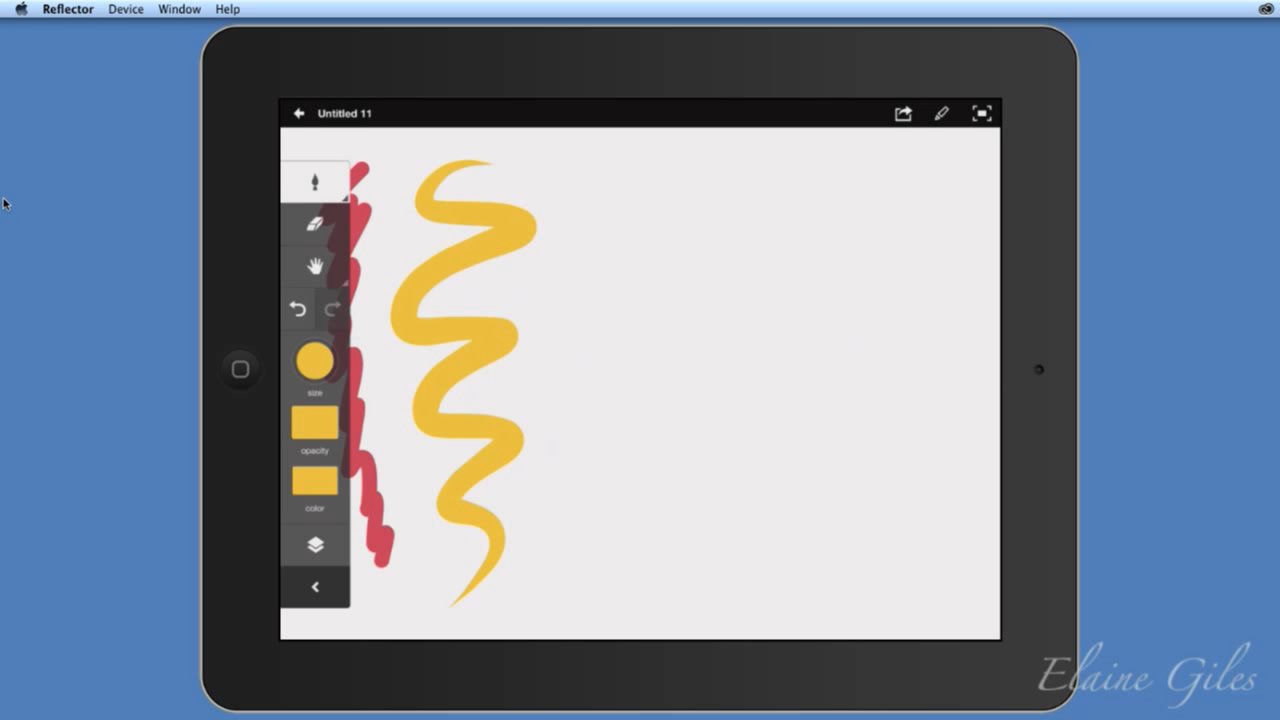 Reflector Device Window Help
Untitled 11
size
opacity
color
Elaine Giles